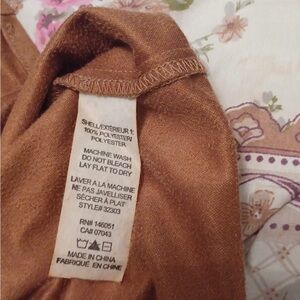 SHELL/EXTÉRIEUR 1:
100% POLYESTER/
POLYESTER
MACHINE WASH
DO NOT BLEACH
LAY FLAT TO DRY
LAVER A LA MACHINE
NE PAS JAVELLISER
SÉCHER À PLAT
STYLE# 32303
RN# 146051
CA# 07043
MADE IN CHINA
FABRIQUÉ EN CHINE